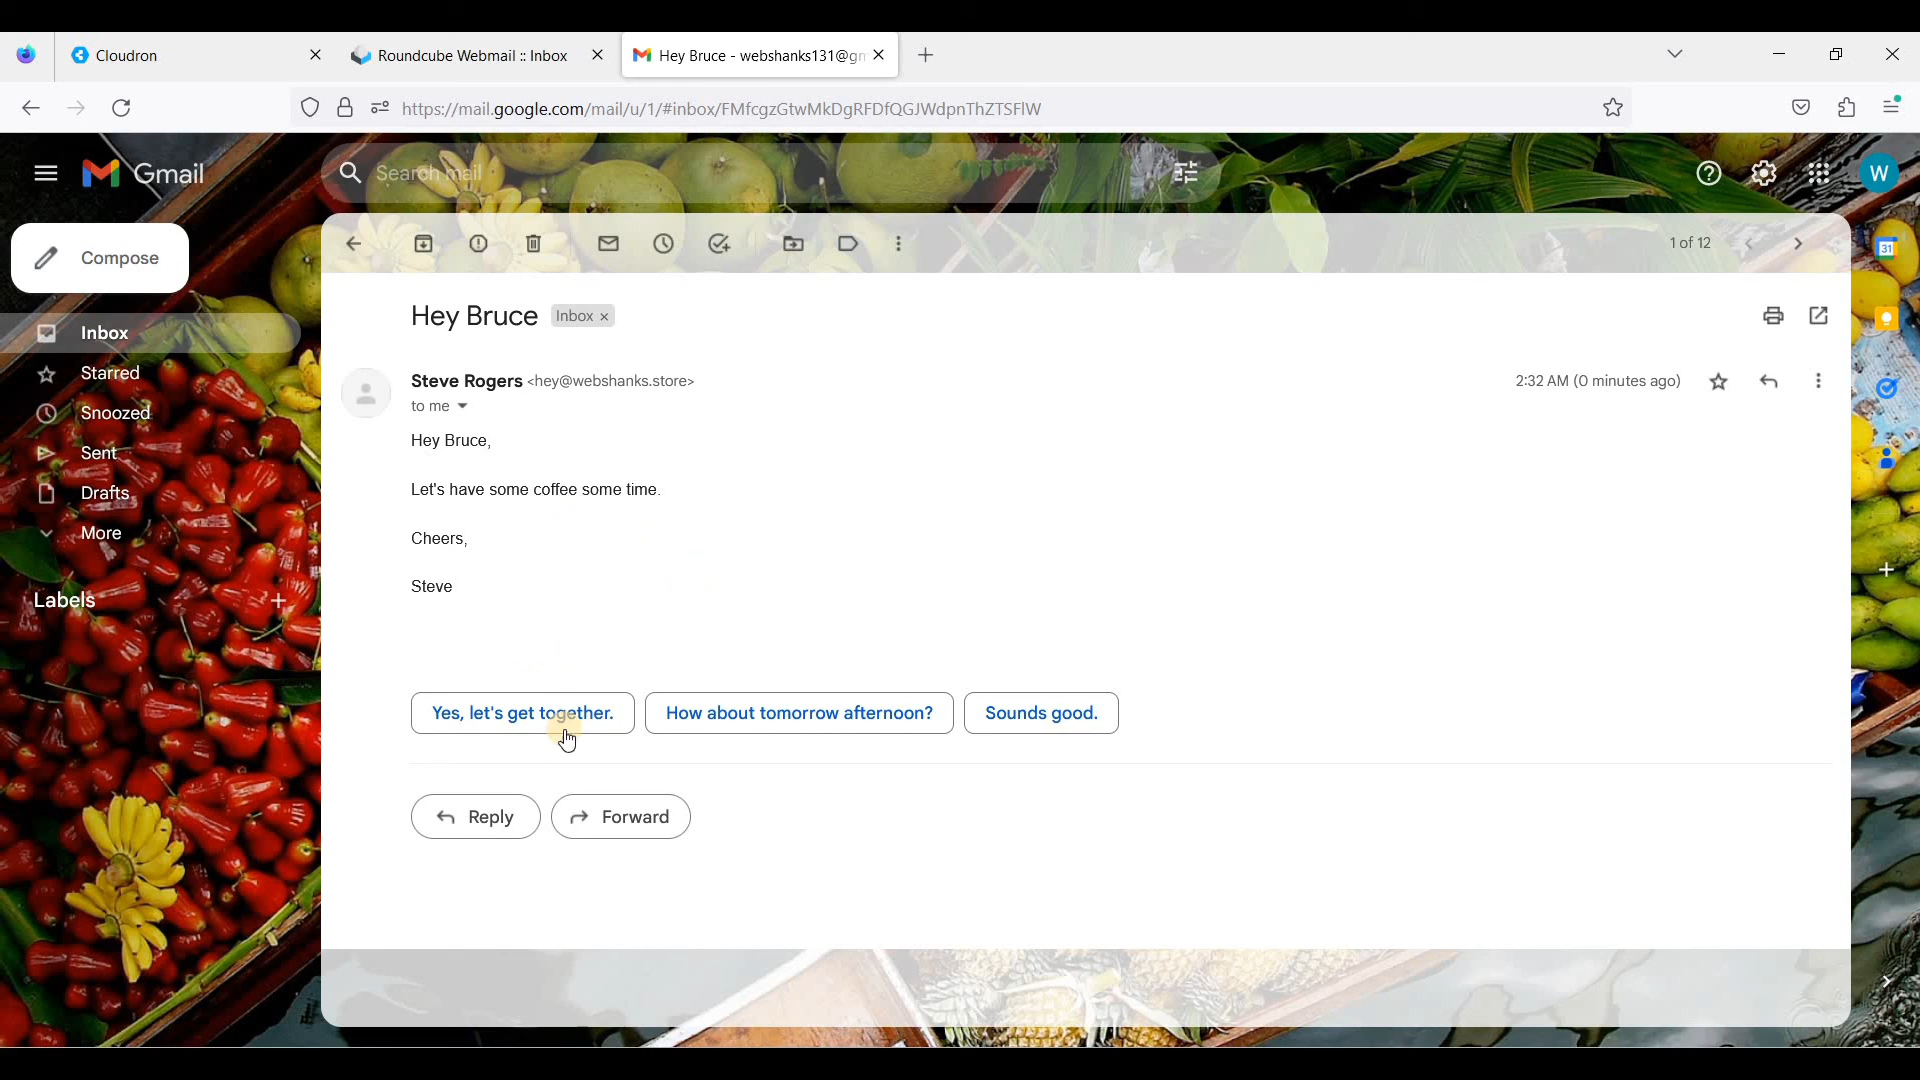 Cloudron
Roundcube Webmail :: Inbox
Hey Bruce - webshanks131@gm
https://mail.google.com/mail/u/1/#inbox/FMfcgzGtwMkDgRFDfQGJWdpnThZTSFlW
Gmail
Search mail
W
Compose
1 of 12
31
Hey Bruce Inbox ×
Inbox
Starred
Snoozed
Sent
Drafts
More
Labels
Steve Rogers <hey@webshanks.store>
2:32 AM (0 minutes ago)
to me
Hey Bruce,
Let's have some coffee some time.
Cheers,
Steve
Yes, let's get together. How about tomorrow afternoon? Sounds good.
Reply Forward